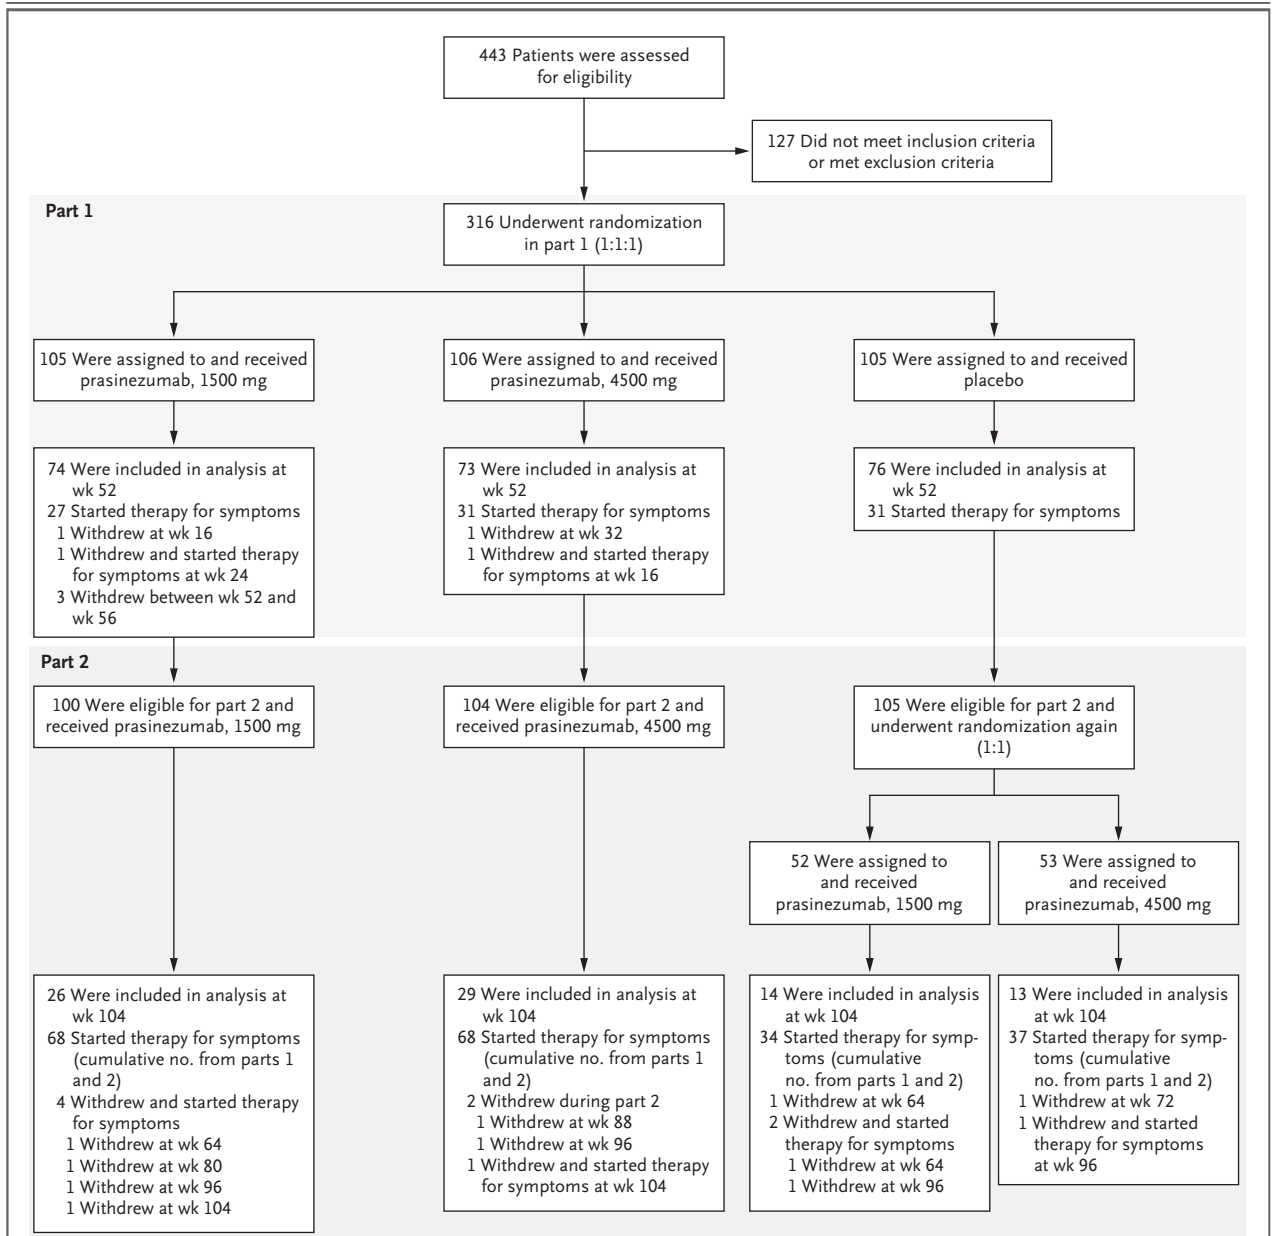 443 Patients were assessed
for eligibility
127 Did not meet inclusion criteria
or met exclusion criteria
Part 1
316 Underwent randomization
in part 1 (1:1:1)
105 Were assigned to and received
prasinezumab, 1500 mg
106 Were assigned to and received
prasinezumab, 4500 mg
105 Were assigned to and received
placebo
74 Were included in analysis at
wk 52
27 Started therapy for symptoms
1 Withdrew at wk 16
1 Withdrew and started therapy
for symptoms at wk 24
3 Withdrew between wk 52 and
wk 56
73 Were included in analysis at
wk 52
31 Started therapy for symptoms
1 Withdrew at wk 32
1 Withdrew and started therapy
for symptoms at wk 16
76 Were included in analysis at
wk 52
31 Started therapy for symptoms
Part 2
100 Were eligible for part 2 and
received prasinezumab, 1500 mg
104 Were eligible for part 2 and
received prasinezumab, 4500 mg
105 Were eligible for part 2 and
underwent randomization again
(1:1)
52 Were assigned to
and received
prasinezumab, 1500 mg
53 Were assigned to
and received
prasinezumab, 4500 mg
26 Were included in analysis at
wk 104
68 Started therapy for symptoms
(cumulative no. from parts 1
and 2)
4 Withdrew and started therapy
for symptoms
1 Withdrew at wk 64
1 Withdrew at wk 80
1 Withdrew at wk 96
1 Withdrew at wk 104
29 Were included in analysis at
wk 104
68 Started therapy for symptoms
(cumulative no. from parts 1
and 2)
2 Withdrew during part 2
1 Withdrew at wk 88
1 Withdrew at wk 96
1 Withdrew and started therapy
for symptoms at wk 104
14 Were included in analysis
at wk 104
34 Started therapy for symp-
toms (cumulative
no. from parts 1 and 2)
1 Withdrew at wk 64
2 Withdrew and started
therapy for symptoms
1 Withdrew at wk 64
1 Withdrew at wk 96
13 Were included in analysis
at wk 104
37 Started therapy for symp-
toms (cumulative
no. from parts 1 and 2)
1 Withdrew at wk 72
1 Withdrew and started
therapy for symptoms
at wk 96